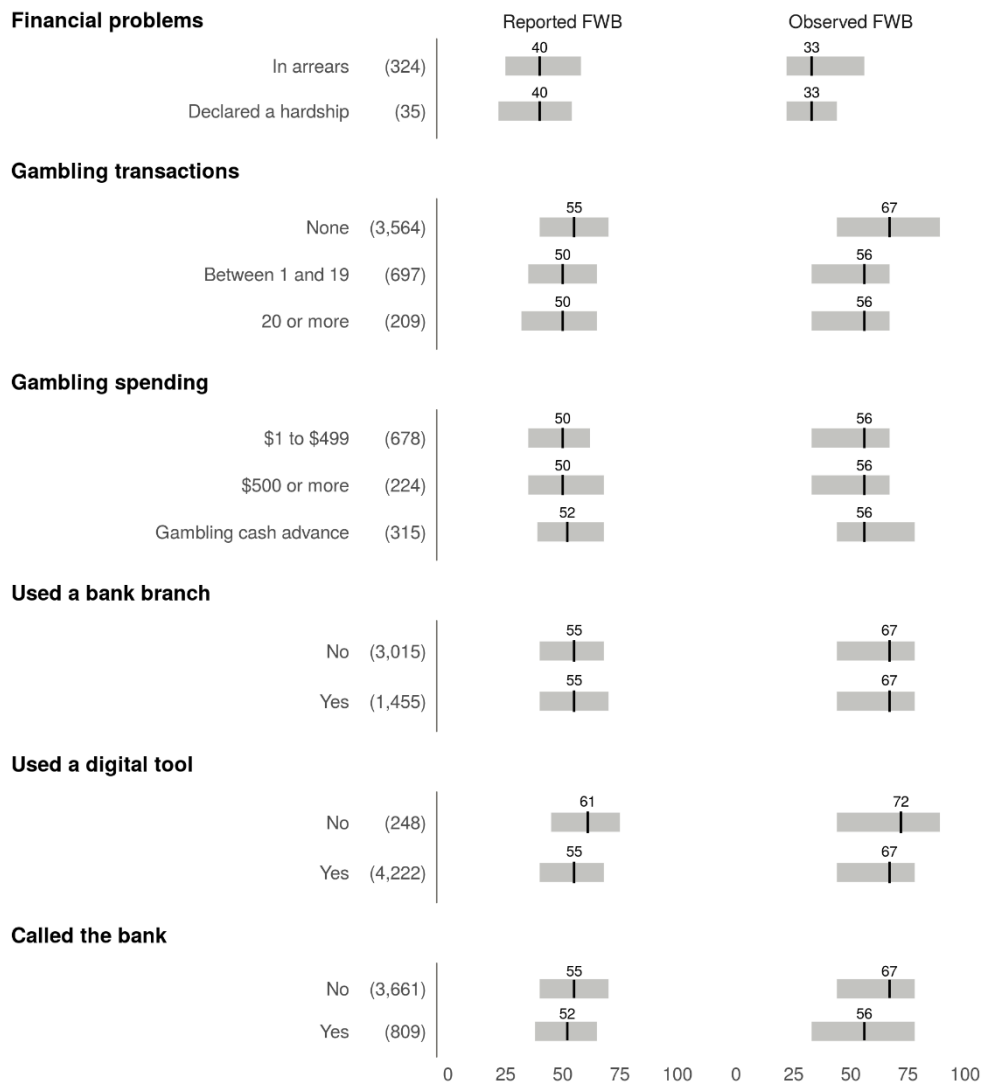 Financial problems Reported FWB Observed FWB
40 33
In arrears (324)
40 33
Declared a hardship (35)
Gambling transactions
55 67
None (3,564)
50 56
Between 1 and 19 (697)
50 56
20 or more (209)
Gambling spending
50 56
$1 to $499 (678)
50 56
$500 or more (224)
52 56
Gambling cash advance (315)
Used a bank branch
55 67
No (3,015)
55 67
Yes (1,455)
Used a digital tool
61 72
No (248)
55 67
Yes (4,222)
Called the bank
55 67
No (3,661)
52 56
Yes (809)
0 25 50 75 100 0 25 50 75 100